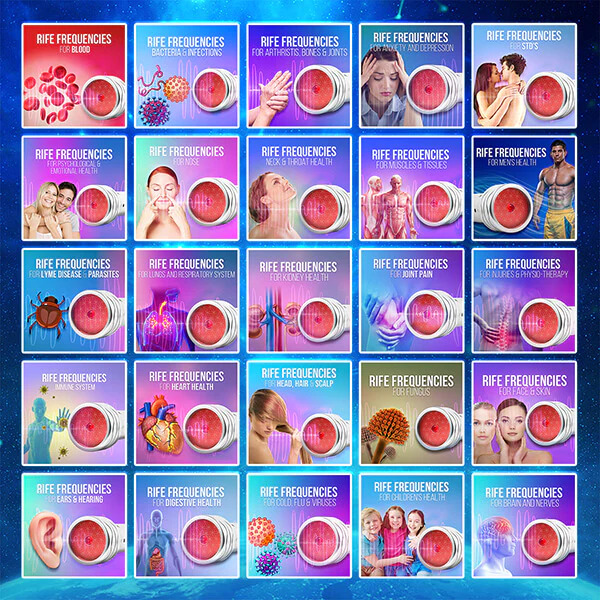 RIFE FREQUENCIES
FOR BLOOD
RIFE FREQUENCIES
BACTERIA & INFECTIONS
RIFE FREQUENCIES
FOR ARTHRITIS, BONES & JOINTS
RIFE FREQUENCIES
FOR ANXIETY AND DEPRESSION
RIFE FREQUENCIES
FOR STD'S
RIFE FREQUENCIES
FOR PSYCHOLOGICAL &
EMOTIONAL HEALTH
RIFE FREQUENCIES
FOR NOSE
RIFE FREQUENCIES
NECK & THROAT HEALTH
RIFE FREQUENCIES
FOR MUSCLES & TISSUES
RIFE FREQUENCIES
FOR MEN'S HEALTH
RIFE FREQUENCIES
FOR LYME DISEASE & PARASITES
RIFE FREQUENCIES
FOR LUNGS AND RESPIRATORY SYSTEM
RIFE FREQUENCIES
FOR KIDNEY HEALTH
RIFE FREQUENCIES
FOR JOINT PAIN
RIFE FREQUENCIES
FOR INJURIES & PHYSIO-THERAPY
RIFE FREQUENCIES
IMMUNE SYSTEM
RIFE FREQUENCIES
FOR HEART HEALTH
RIFE FREQUENCIES
FOR HEAD, HAIR & SCALP
RIFE FREQUENCIES
FOR FUNGUS
RIFE FREQUENCIES
FOR FACE & SKIN
RIFE FREQUENCIES
FOR EARS & HEARING
RIFE FREQUENCIES
FOR DIGESTIVE HEALTH
RIFE FREQUENCIES
FOR COLD, FLU & VIRUSES
RIFE FREQUENCIES
FOR CHILDREN'S HEALTH
RIFE FREQUENCIES
FOR BRAIN AND NERVES